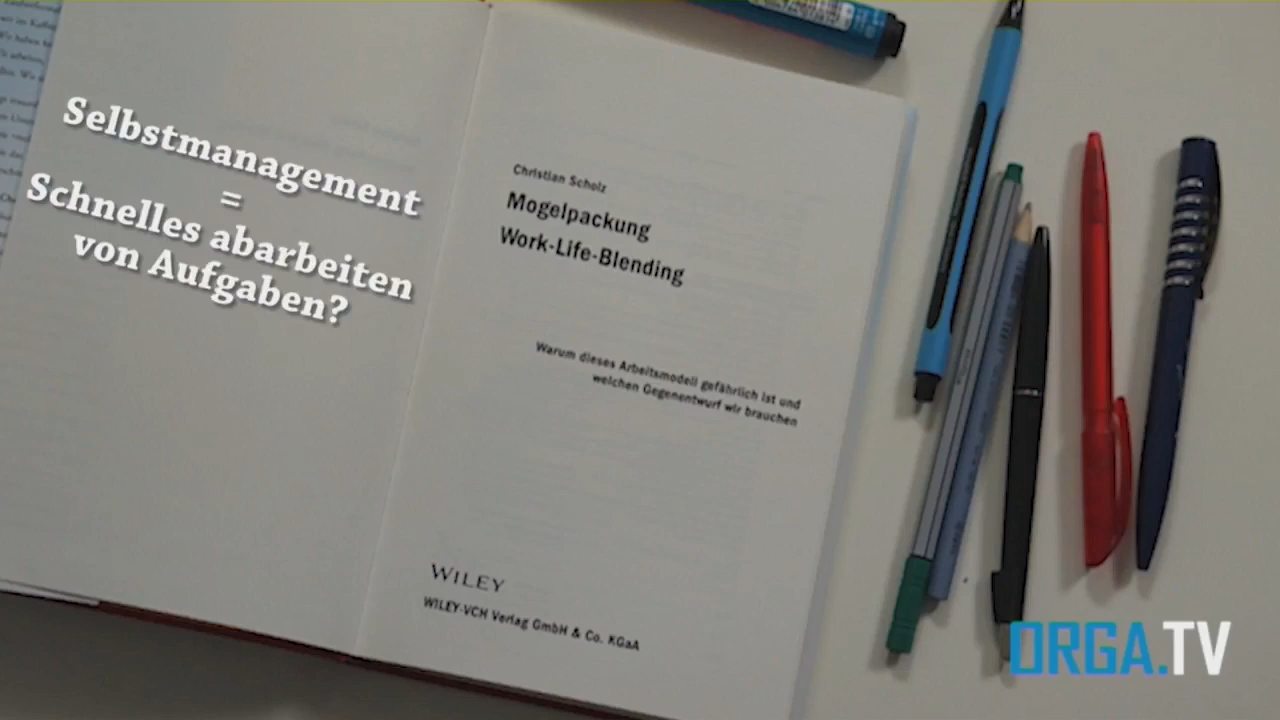 Selbstmanagement
=
Schnelles abarbeiten
von Aufgaben?
Christian Scholz
Mogelpackung
Work-Life-Blending
Warum dieses Arbeitsmodell gefährlich ist und
welchen Gegenentwurf wir brauchen
WILEY
WILEY-VCH Verlag GmbH & Co. KGaA
ORGA.TV